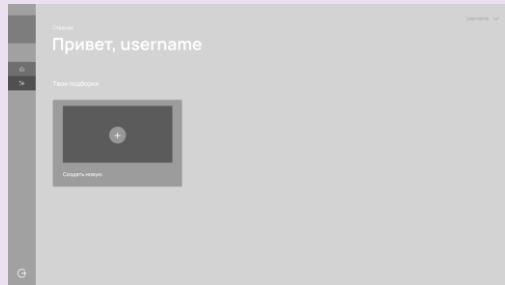 Главная
username
Привет, username
Твои подборки
Создать новую